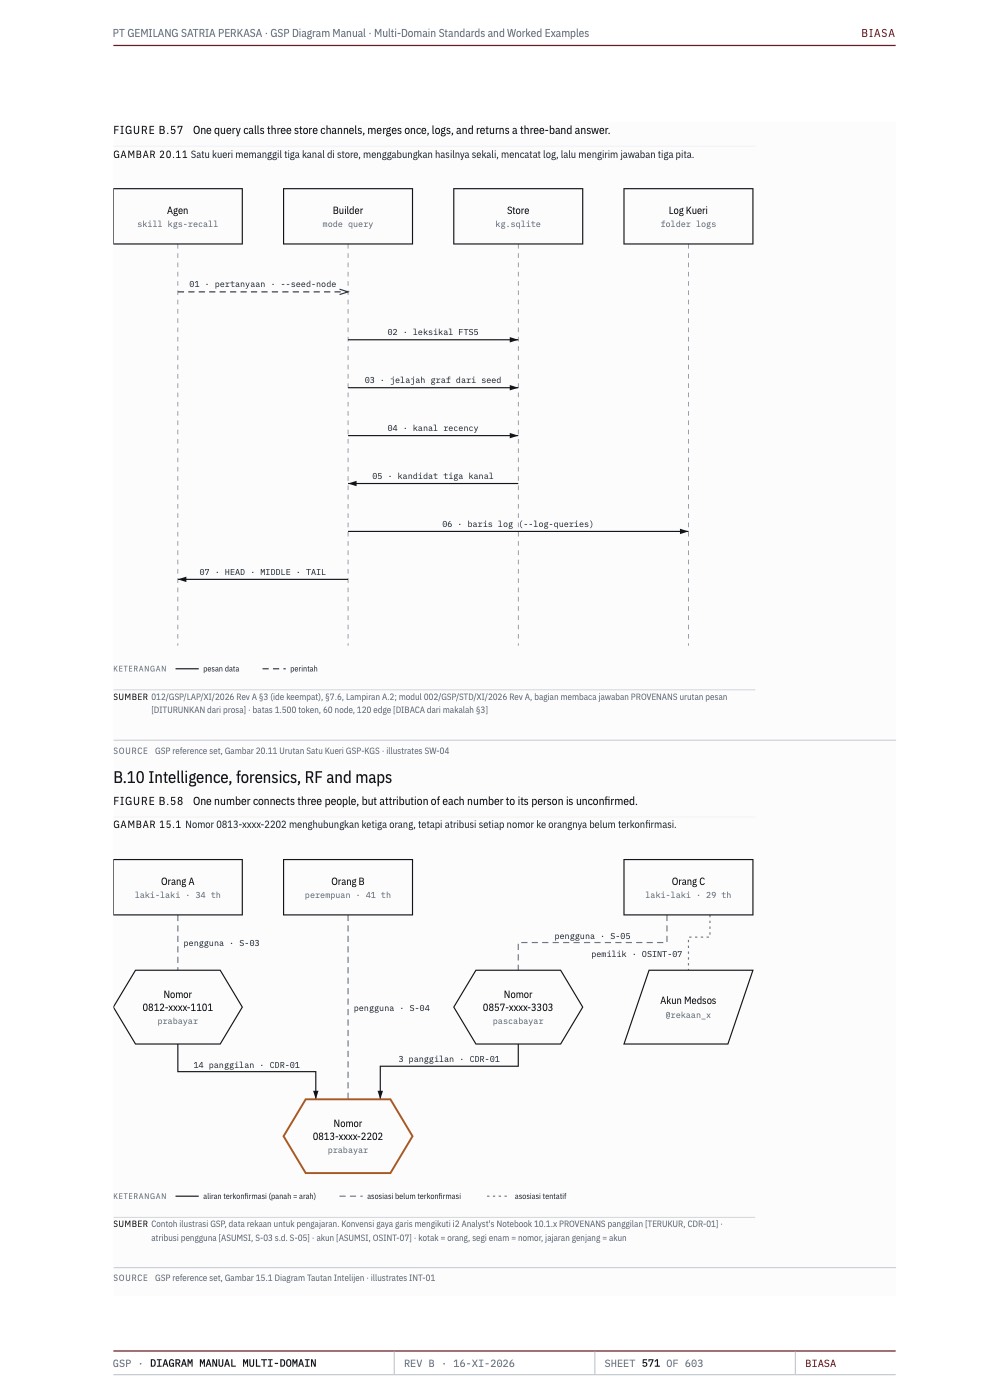 PT GEMILANG SATRIA PERKASA · GSP Diagram Manual · Multi-Domain Standards and Worked Examples BIASA
FIGURE B.57 One query calls three store channels, merges once, logs, and returns a three-band answer.
GAMBAR 20.11 Satu kueri memanggil tiga kanal di store, menggabungkan hasilnya sekali, mencatat log, lalu mengirim jawaban tiga pita.
Agen Builder Store Log Kueri
skill kgs-recall mode query kg.sqlite folder logs
01 · pertanyaan · --seed-node
02 · leksikal FTS5
03 · jelajah graf dari seed
04 · kanal recency
05 · kandidat tiga kanal
06 · baris log (--log-queries)
07 · HEAD · MIDDLE · TAIL
KETERANGAN pesan data perintah
SUMBER 012/GSP/LAP/XI/2026 Rev A §3 (ide keempat), §7.6, Lampiran A.2; modul 002/GSP/STD/XI/2026 Rev A, bagian membaca jawaban PROVENANS urutan pesan
[DITURUNKAN dari prosa] · batas 1.500 token, 60 node, 120 edge [DIBACA dari makalah §3]
SOURCE GSP reference set, Gambar 20.11 Urutan Satu Kueri GSP-KGS · illustrates SW-04
B.10 Intelligence, forensics, RF and maps
FIGURE B.58 One number connects three people, but attribution of each number to its person is unconfirmed.
GAMBAR 15.1 Nomor 0813-xxxx-2202 menghubungkan ketiga orang, tetapi atribusi setiap nomor ke orangnya belum terkonfirmasi.
Orang A Orang B Orang C
laki-laki · 34 th perempuan · 41 th laki-laki · 29 th
pengguna · S-05
pengguna · S-03
pemilik · OSINT-07
Nomor Nomor
0812-xxxx-1101 0857-xxxx-3303 Akun Medsos
prabayar pascabayar @rekaan_x
pengguna · S-04
3 panggilan · CDR-01
14 panggilan · CDR-01
Nomor
0813-xxxx-2202
prabayar
KETERANGAN aliran terkonfirmasi (panah = arah) asosiasi belum terkonfirmasi asosiasi tentatif
SUMBER Contoh ilustrasi GSP, data rekaan untuk pengajaran. Konvensi gaya garis mengikuti i2 Analyst's Notebook 10.1.x PROVENANS panggilan [TERUKUR, CDR-01] ·
atribusi pengguna [ASUMSI, S-03 s.d. S-05] · akun [ASUMSI, OSINT-07] · kotak = orang, segi enam = nomor, jajaran genjang = akun
SOURCE GSP reference set, Gambar 15.1 Diagram Tautan Intelijen · illustrates INT-01
GSP · DIAGRAM MANUAL MULTI-DOMAIN REV B · 16-XI-2026 SHEET 571 OF 603 BIASA